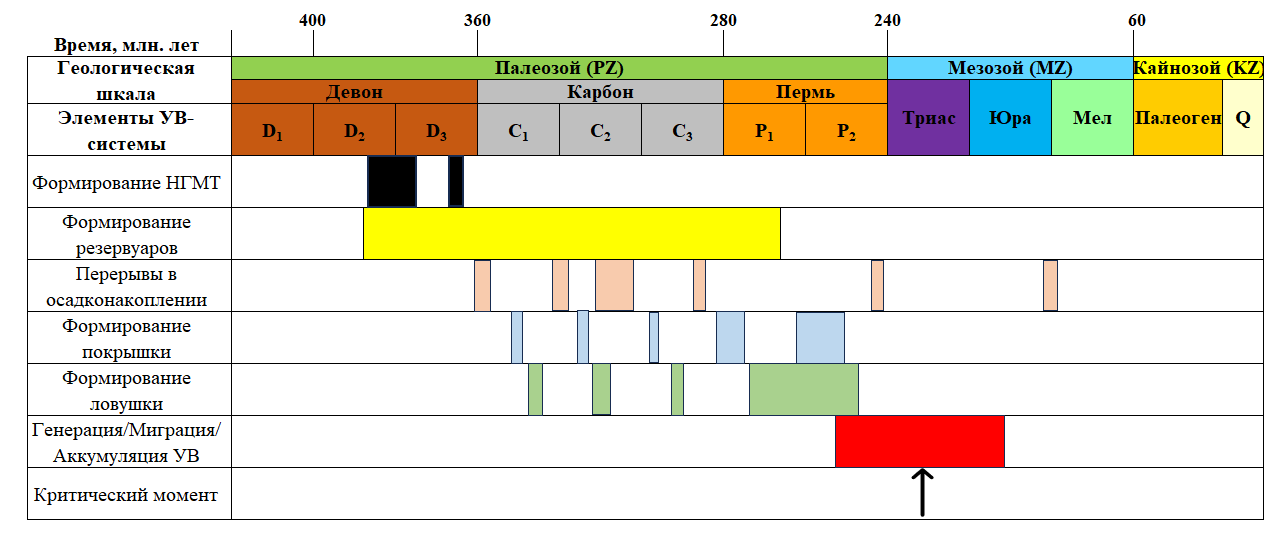 400 360 280 240 60
Время, млн. лет
Геологическая
шкала
Палеозой (PZ) Мезозой (MZ) Кайнозой (KZ)
Девон Карбон Пермь
Элементы УВ-
системы
D1 D2 D3 C1 C2 C3 P1 P2 Триас Юра Мел Палеоген Q
Формирование НГМТ
Формирование
резервуаров
Перерывы в
осадконакоплении
Формирование
покрышки
Формирование
ловушки
Генерация/Миграция/
Аккумуляция УВ
Критический момент